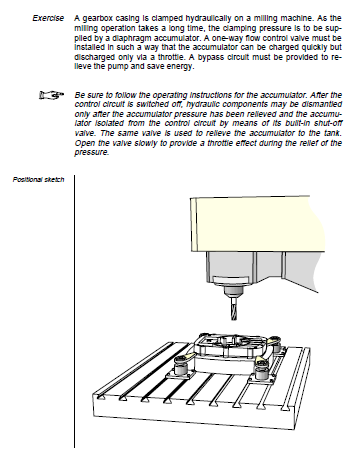 Exercise A gearbox casing is clamped hydraulically on a milling machine. As the
milling operation takes a long time, the clamping pressure is to be sup-
plied by a diaphragm accumulator. A one-way flow control valve must be
installed in such a way that the accumulator can be charged quickly but
discharged only via a throttle. A bypass circuit must be provided to re-
lieve the pump and save energy.
Be sure to follow the operating instructions for the accumulator. After the
control circuit is switched off, hydraulic components may be dismantled
only after the accumulator pressure has been relieved and the accumu-
lator isolated from the control circuit by means of its built-in shut-off
valve. The same valve is used to relieve the accumulator to the tank.
Open the valve slowly to provide a throttle effect during the relief of the
pressure.
Positional sketch